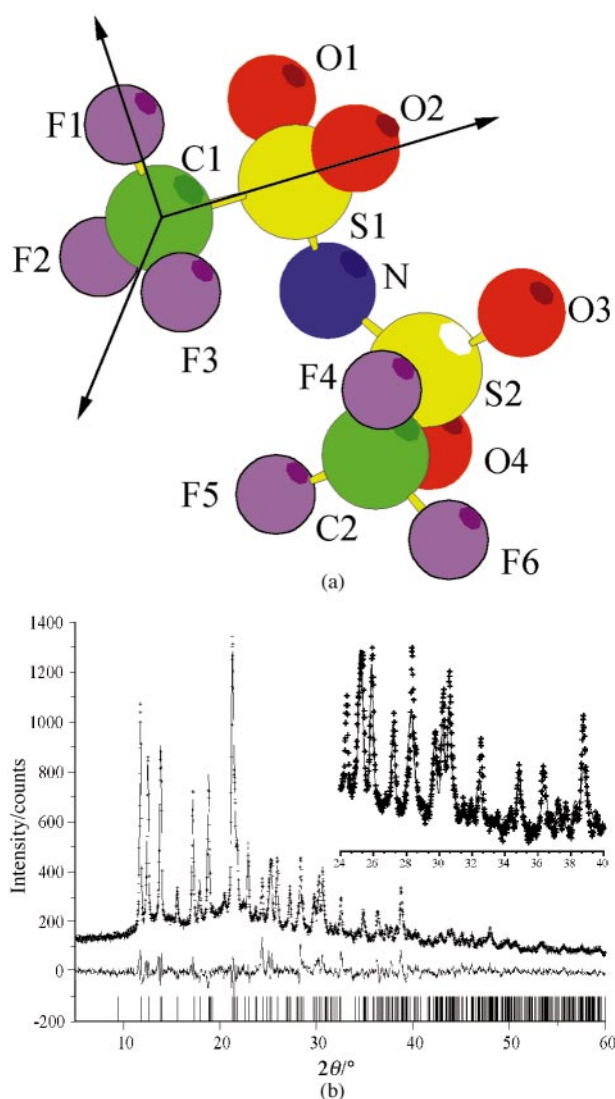 O1
F1
O2
C1
S1
F2
N
O3
F3
F4
S2
F5
O4
C2
F6
(a)
1400
1200
1000
800
600
400
200
0
-200
Intensity/counts
24 26 28 30 32 34 36 38 40
10 20 30 40 50 60
2θ/°
(b)